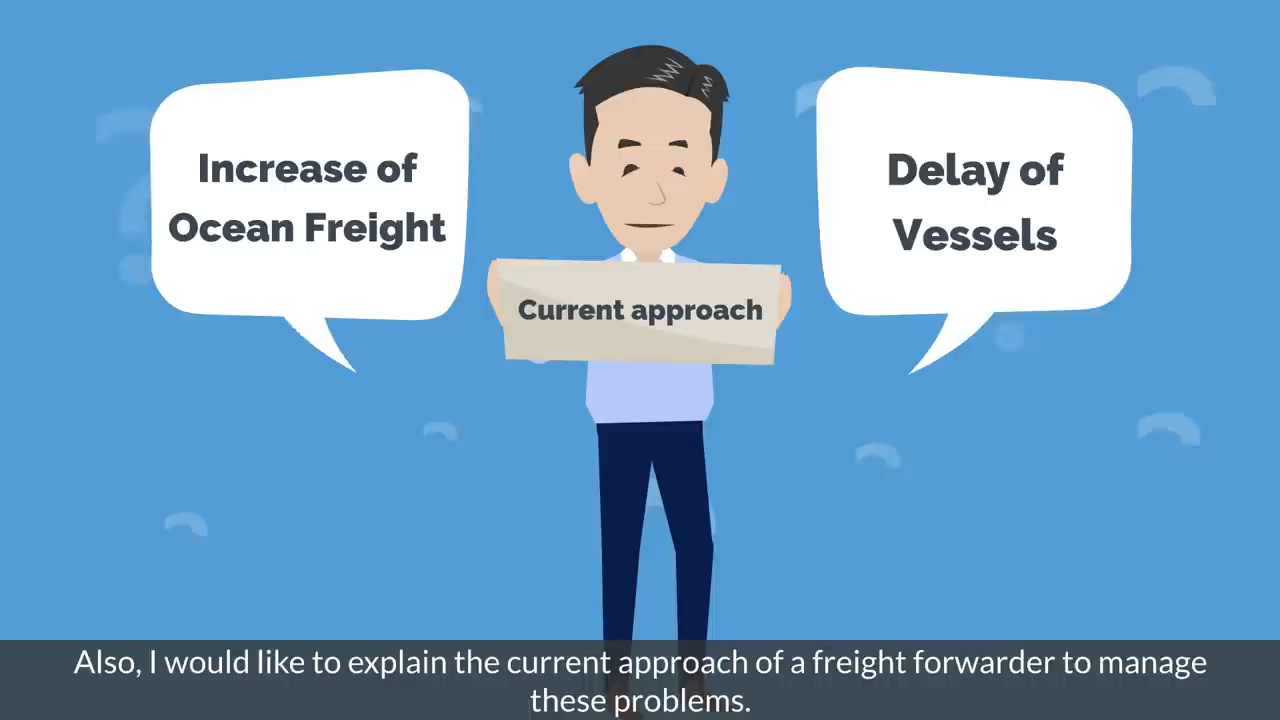 Increase of
Ocean Freight
Delay of
Vessels
Current approach
Also, I would like to explain the current approach of a freight forwarder to manage
these problems.